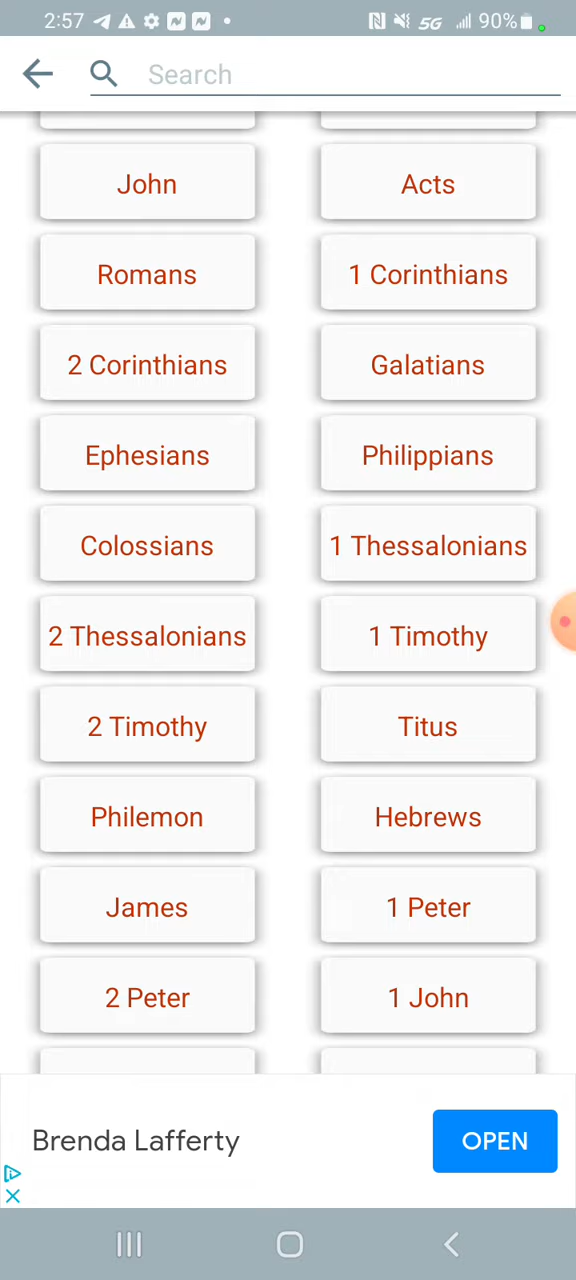 2:57 5G 90%
Search
John Acts
Romans 1 Corinthians
2 Corinthians Galatians
Ephesians Philippians
Colossians 1 Thessalonians
2 Thessalonians 1 Timothy
2 Timothy Titus
Philemon Hebrews
James 1 Peter
2 Peter 1 John
Brenda Lafferty OPEN